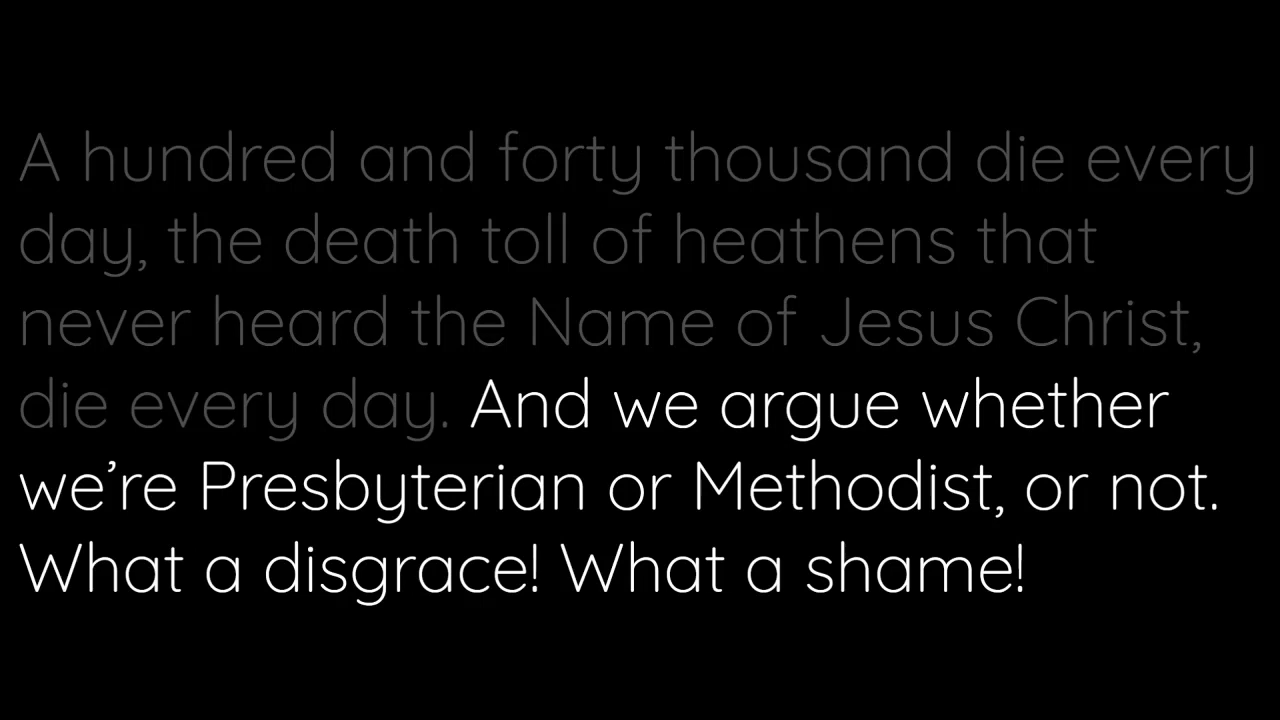 A hundred and forty thousand die every
day, the death toll of heathens that
never heard the Name of Jesus Christ,
die every day. And we argue whether
we’re Presbyterian or Methodist, or not.
What a disgrace! What a shame!